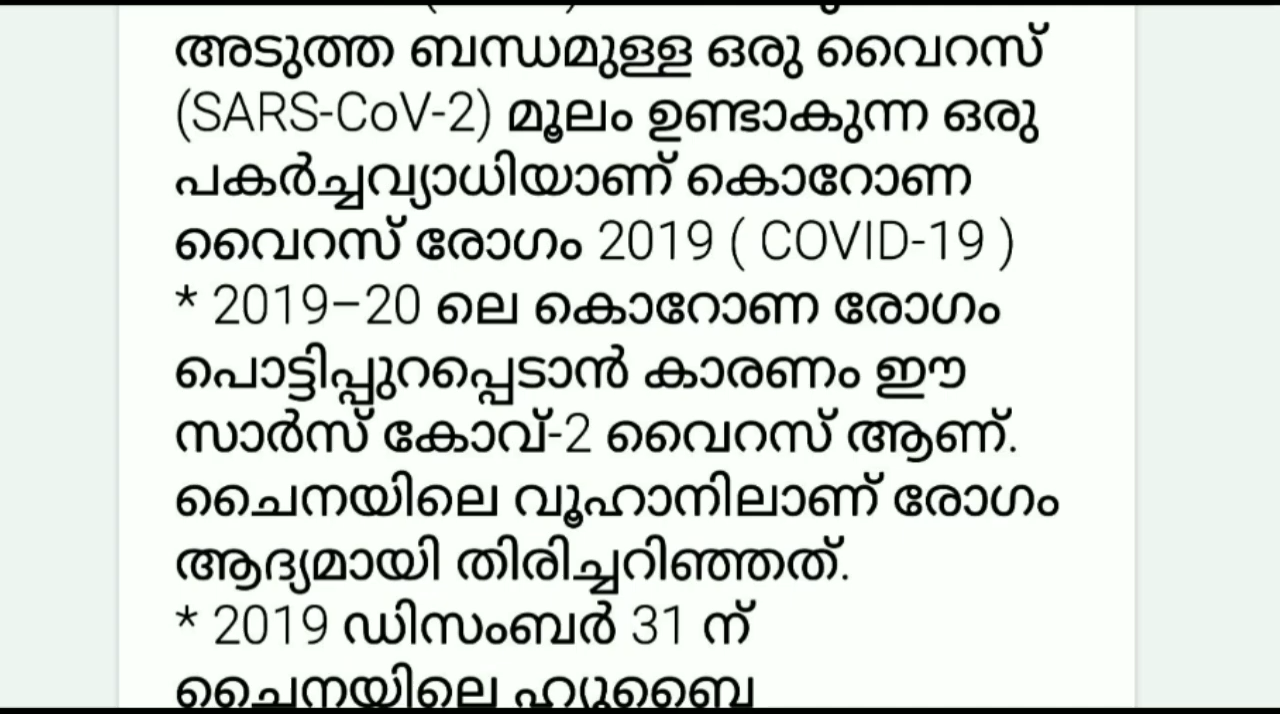 അടുത്ത ബന്ധമുള്ള ഒരു വൈറസ്
(SARS-CoV-2) മൂലം ഉണ്ടാകുന്ന ഒരു
പകർച്ചവ്യാധിയാണ് കൊറോണ
വൈറസ് രോഗം 2019 ( COVID-19 )
* 2019–20 ലെ കൊറോണ രോഗം
പൊട്ടിപ്പുറപ്പെടാൻ കാരണം ഈ
സാർസ് കോവ്-2 വൈറസ് ആണ്.
ചൈനയിലെ വൂഹാനിലാണ് രോഗം
ആദ്യമായി തിരിച്ചറിഞ്ഞത്.
* 2019 ഡിസംബർ 31 ന്
ചൈനയിലെ ഹ്യുബൈ